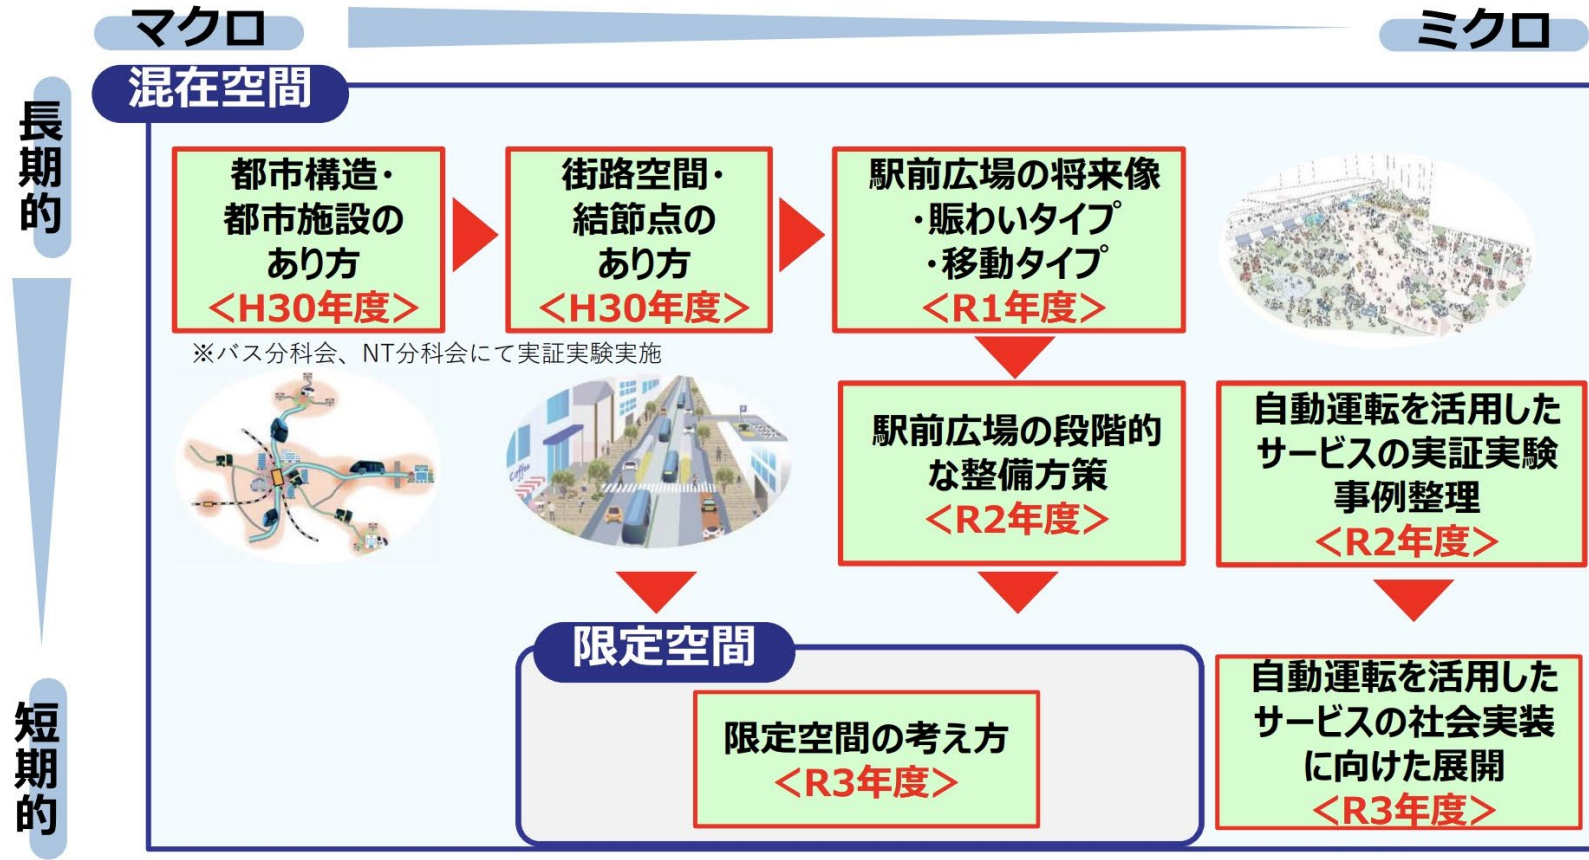 マクロ
ミクロ
長期的
短期的
混在空間
都市構造・
都市施設の
あり方
<H30年度>
街路空間・
結節点の
あり方
<H30年度>
駅前広場の将来像
・賑わいタイプ
・移動タイプ
<R1年度>
※バス分科会、NT分科会にて実証実験実施
coffee
駅前広場の段階的
な整備方策
<R2年度>
自動運転を活用した
サービスの実証実験
事例整理
<R2年度>
限定空間
限定空間の考え方
<R3年度>
自動運転を活用した
サービスの社会実装
に向けた展開
<R3年度>